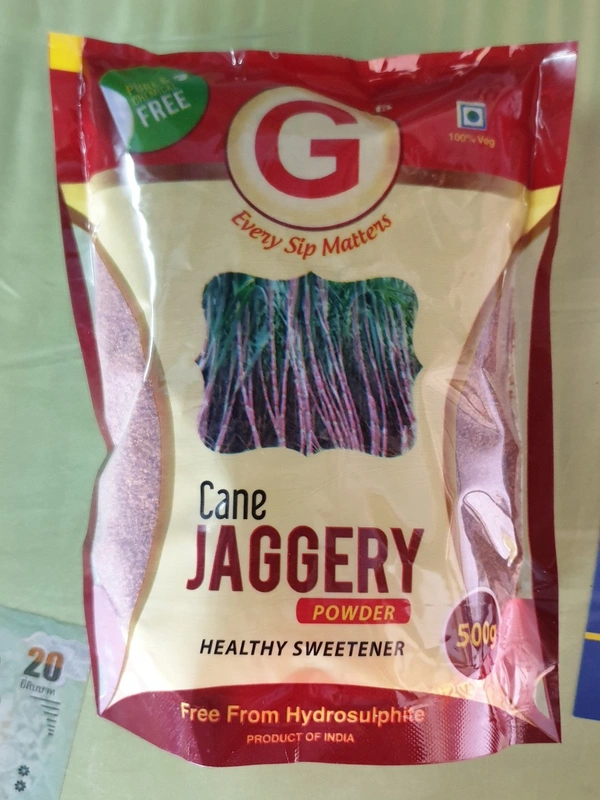 FREE
G
100% Veg
Every Sip Matters
Cane
JAGGERY
POWDER
HEALTHY SWEETENER
500g
Free From Hydrosulphite
PRODUCT OF INDIA
20